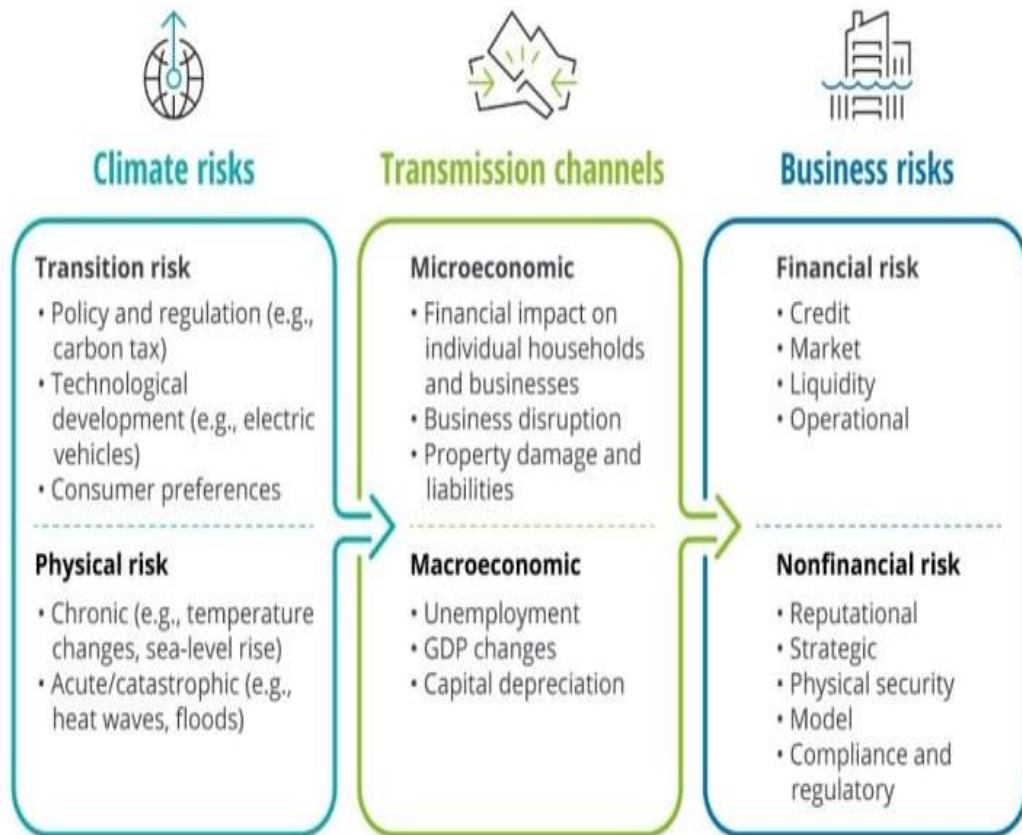 Climate risks
Transition risk
• Policy and regulation (e.g.,
carbon tax)
• Technological
development (e.g., electric
vehicles)
• Consumer preferences
Physical risk
• Chronic (e.g., temperature
changes, sea-level rise)
• Acute/catastrophic (e.g.,
heat waves, floods)
Transmission channels
Microeconomic
• Financial impact on
individual households
and businesses
• Business disruption
• Property damage and
liabilities
Macroeconomic
• Unemployment
• GDP changes
• Capital depreciation
Business risks
Financial risk
• Credit
• Market
• Liquidity
• Operational
Nonfinancial risk
• Reputational
• Strategic
• Physical security
• Model
• Compliance and
regulatory